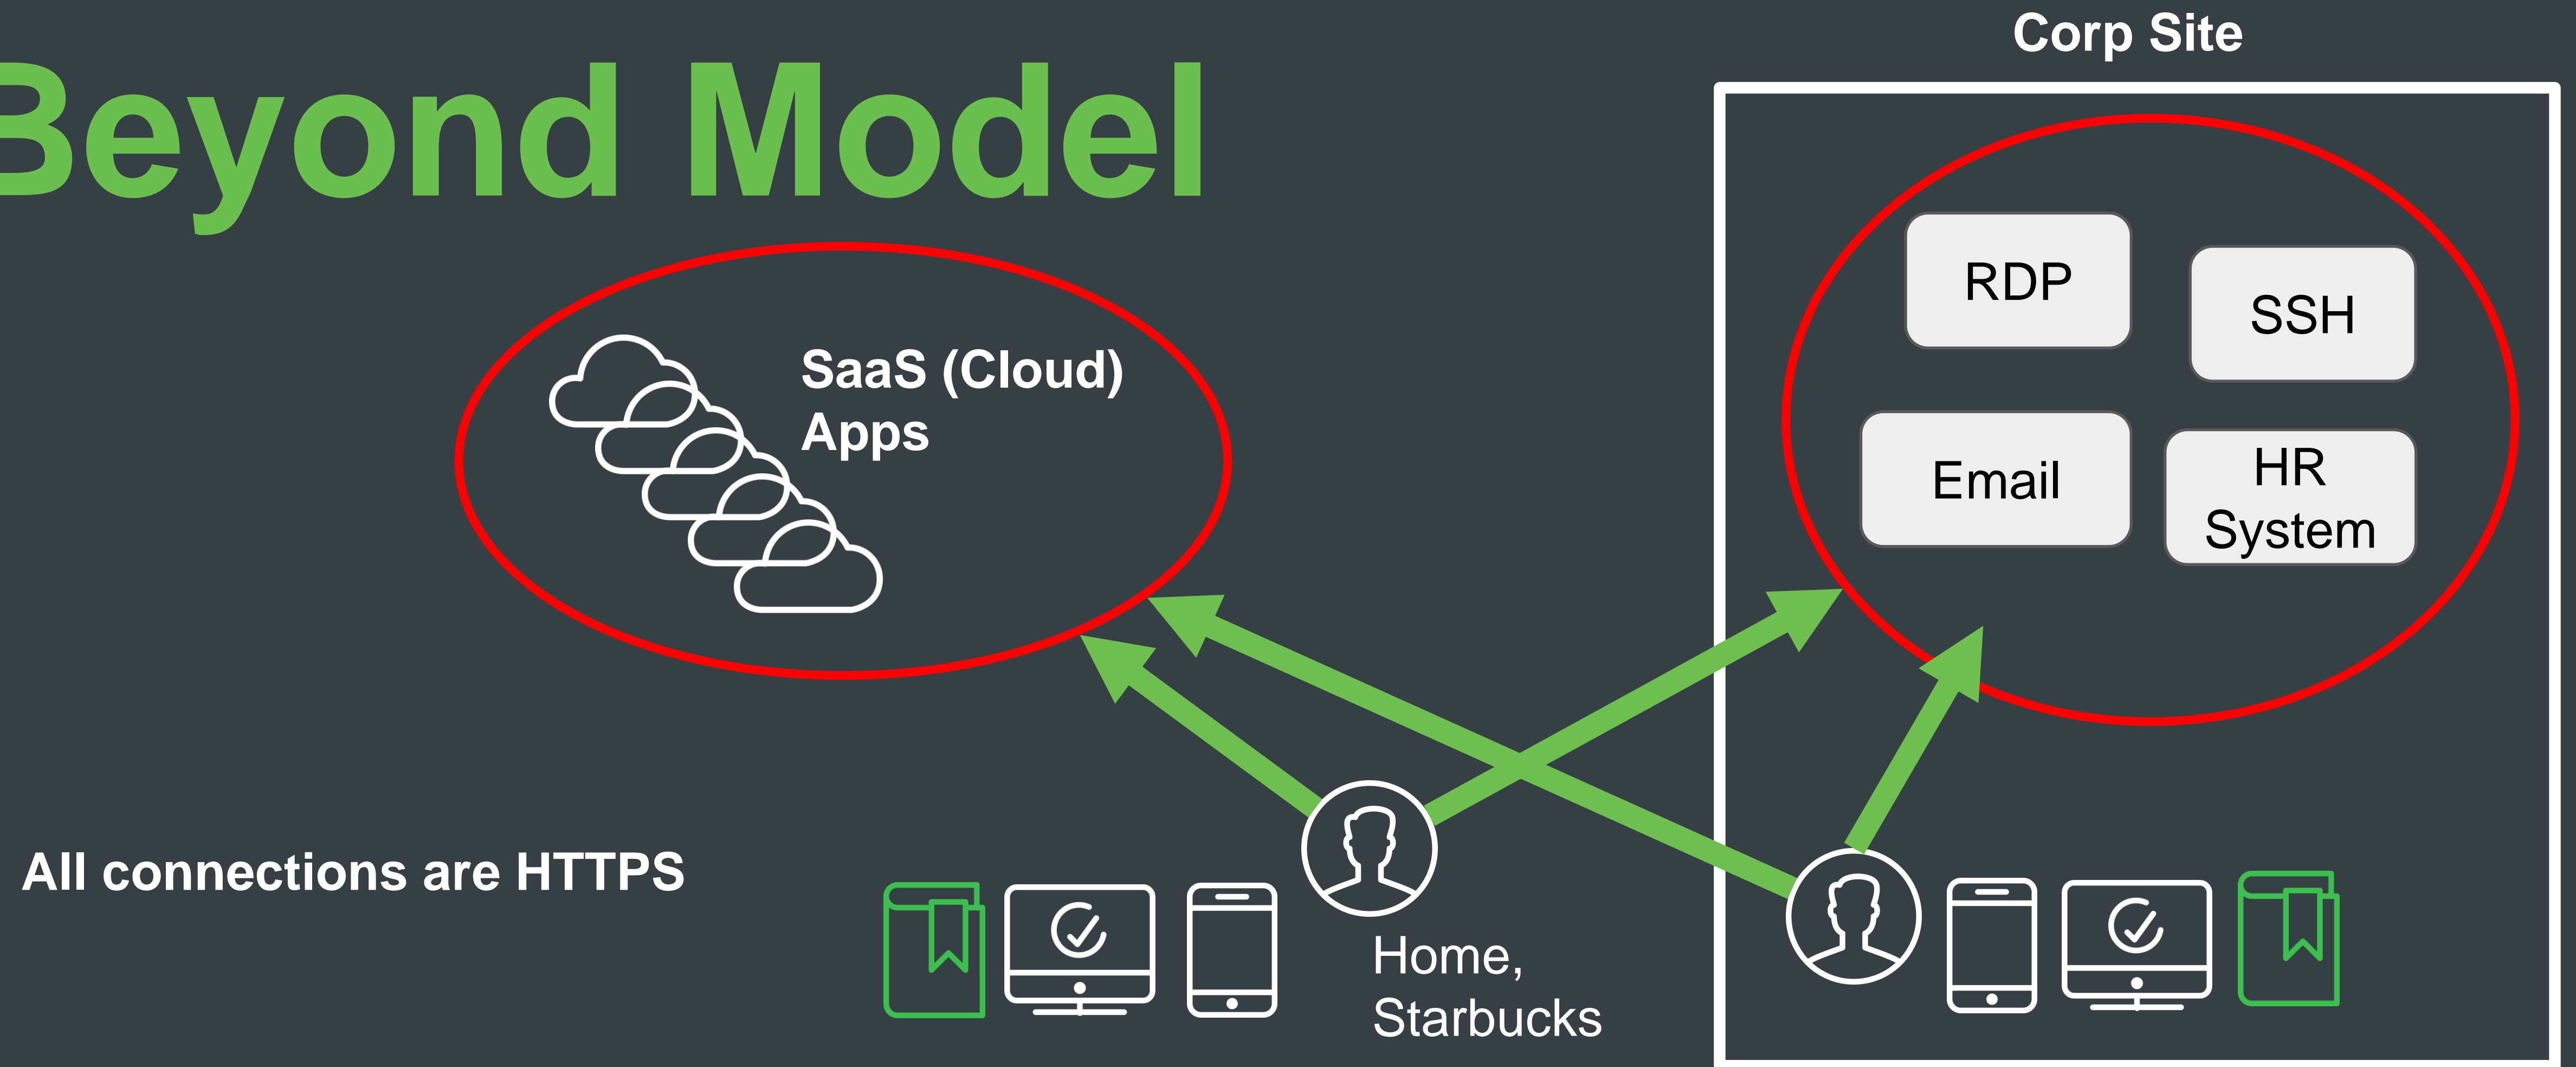 Beyond Model
Corp Site
SaaS (Cloud)
Apps
RDP
SSH
Email
HR
System
All connections are HTTPS
Home,
Starbucks